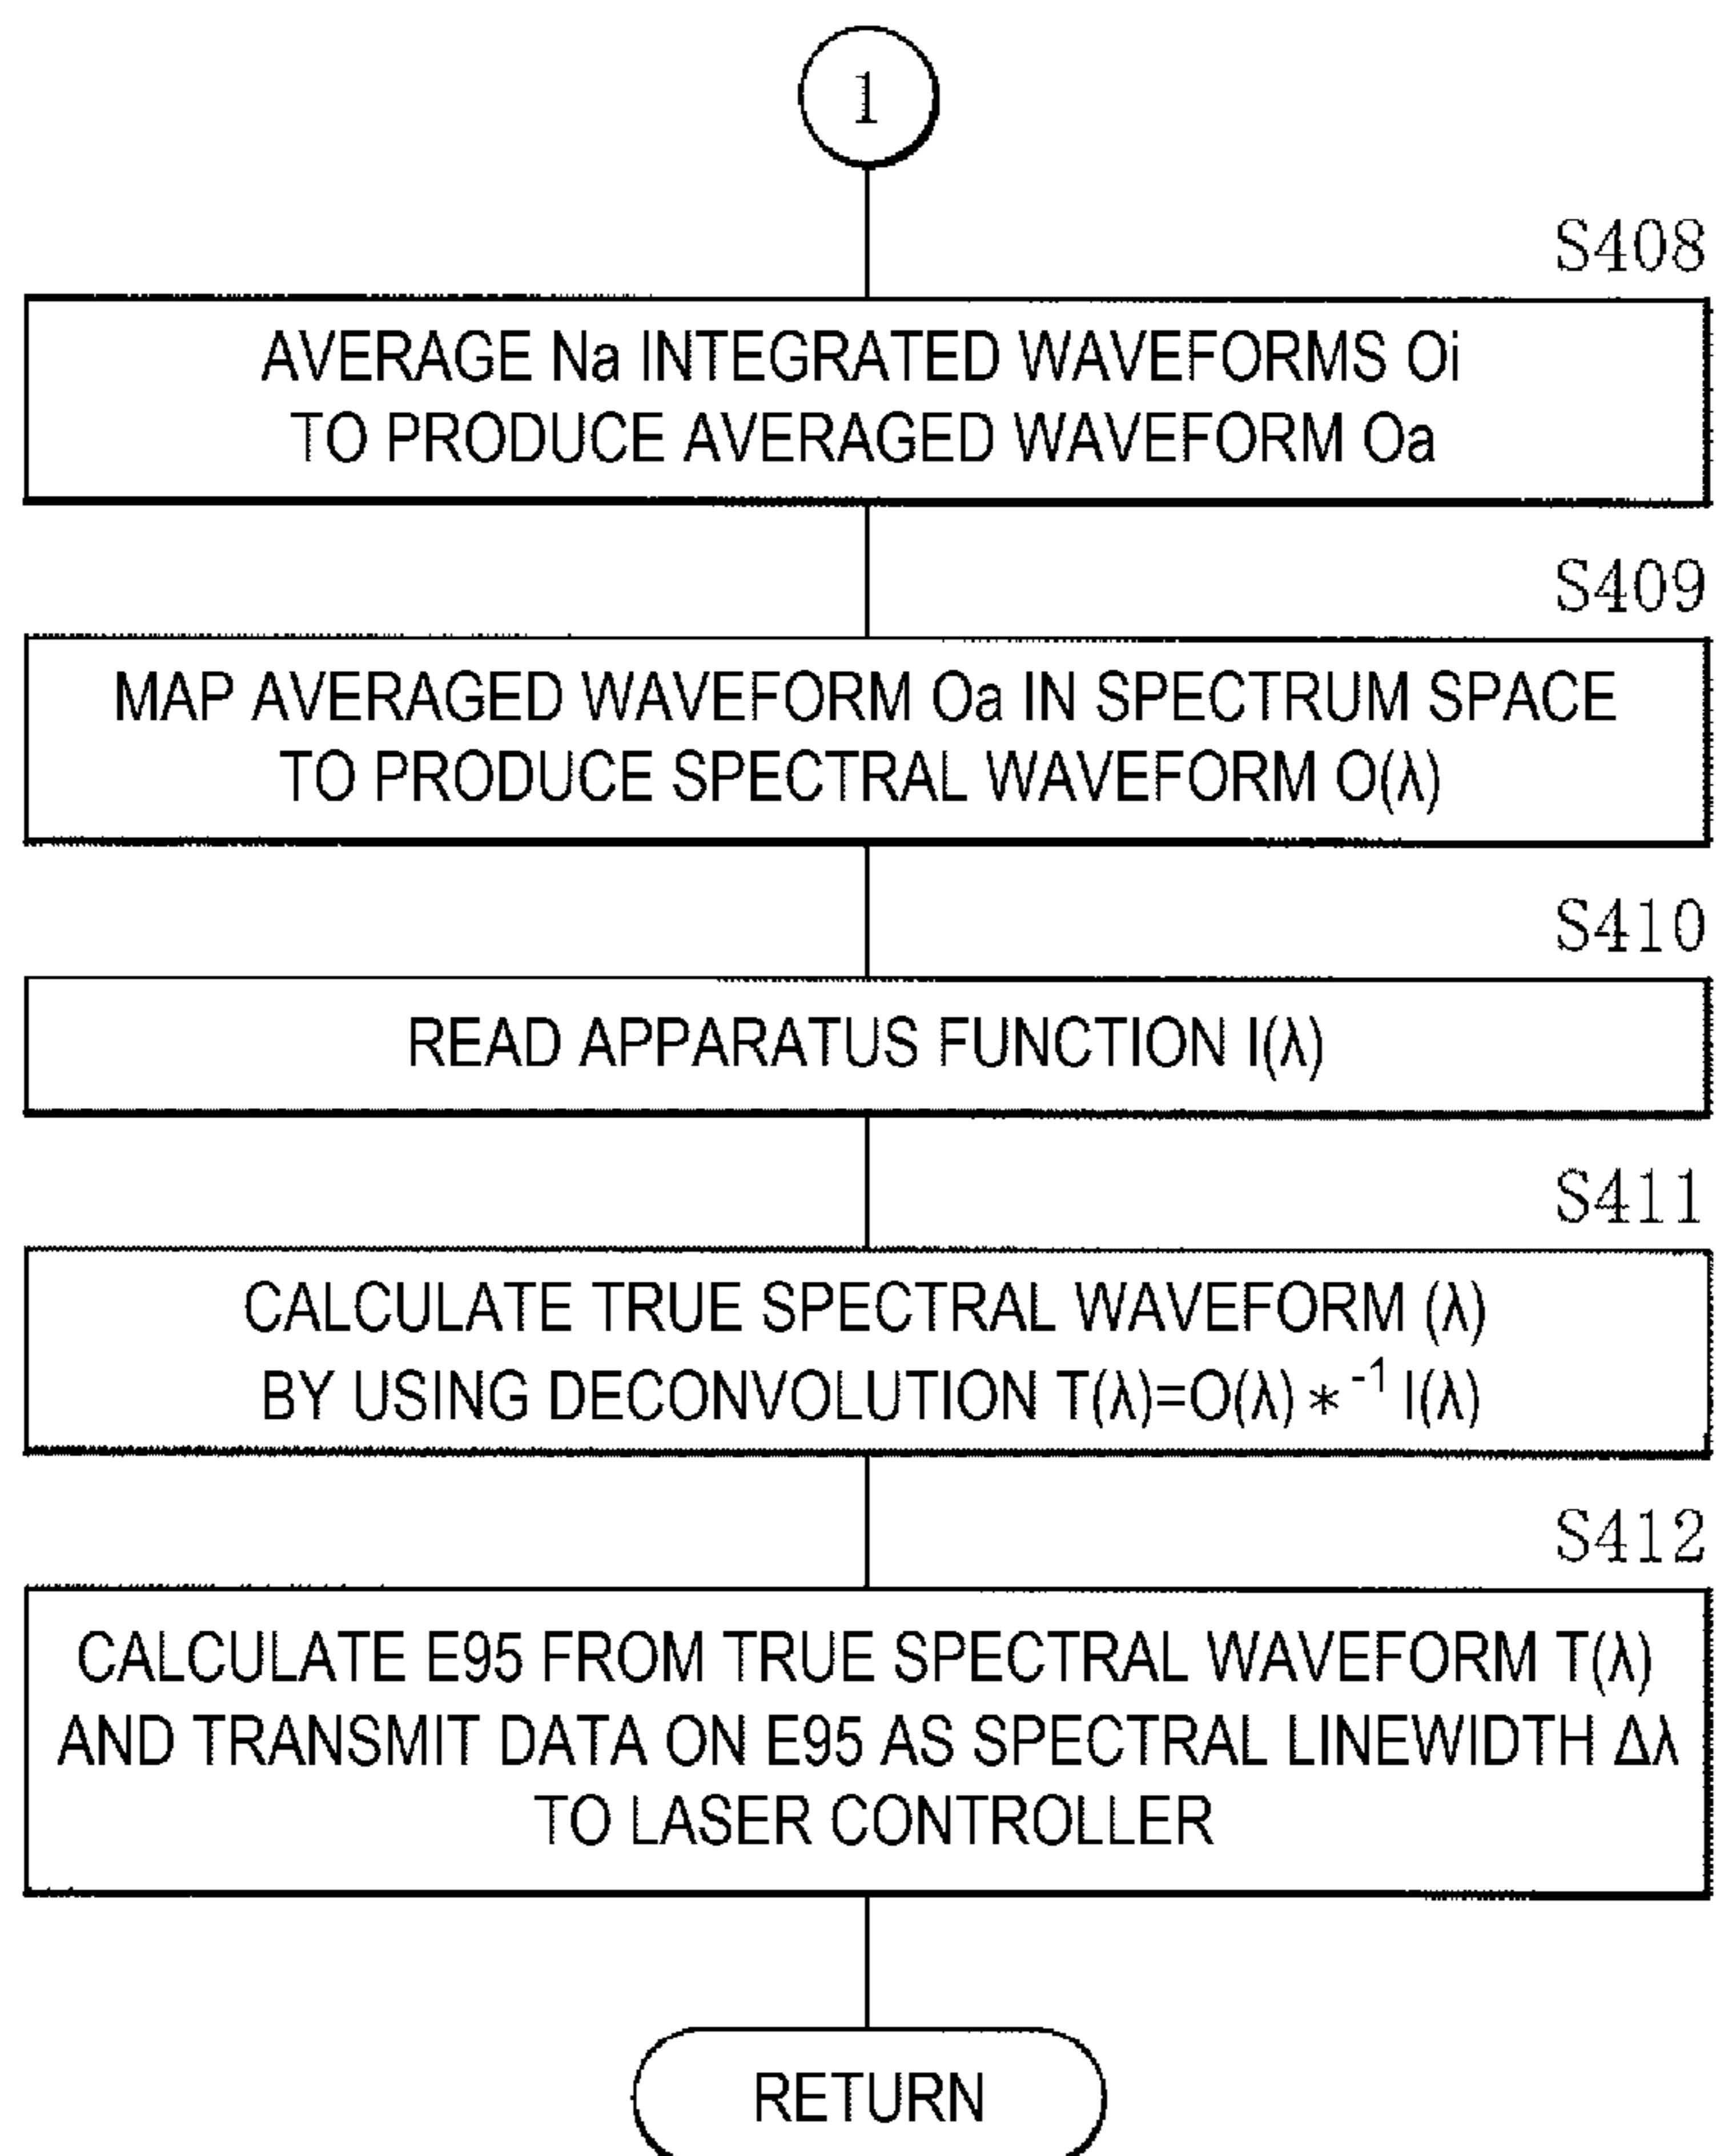 1
S408
AVERAGE Na INTEGRATED WAVEFORMS Oi
TO PRODUCE AVERAGED WAVEFORM Oa
S409
MAP AVERAGED WAVEFORM Oa IN SPECTRUM SPACE
TO PRODUCE SPECTRAL WAVEFORM O(λ)
S410
READ APPARATUS FUNCTION I(λ)
S411
CALCULATE TRUE SPECTRAL WAVEFORM (λ)
BY USING DECONVOLUTION T(λ)=O(λ) *⁻¹ I(λ)
S412
CALCULATE E95 FROM TRUE SPECTRAL WAVEFORM T(λ)
AND TRANSMIT DATA ON E95 AS SPECTRAL LINEWIDTH Δλ
TO LASER CONTROLLER
RETURN